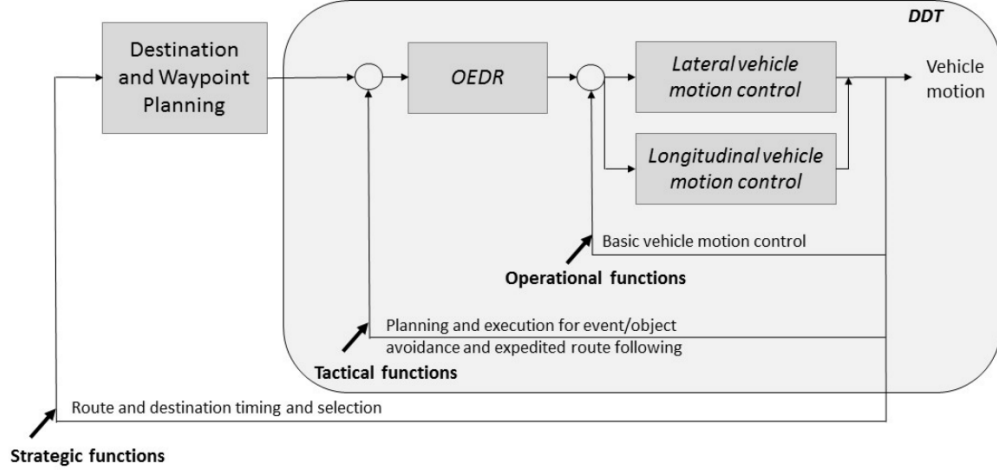 DDT
Destination
and Waypoint
Planning
OEDR
Lateral vehicle
motion control
Vehicle
motion
Longitudinal vehicle
motion control
Basic vehicle motion control
Operational functions
Planning and execution for event/object
avoidance and expedited route following
Tactical functions
Route and destination timing and selection
Strategic functions